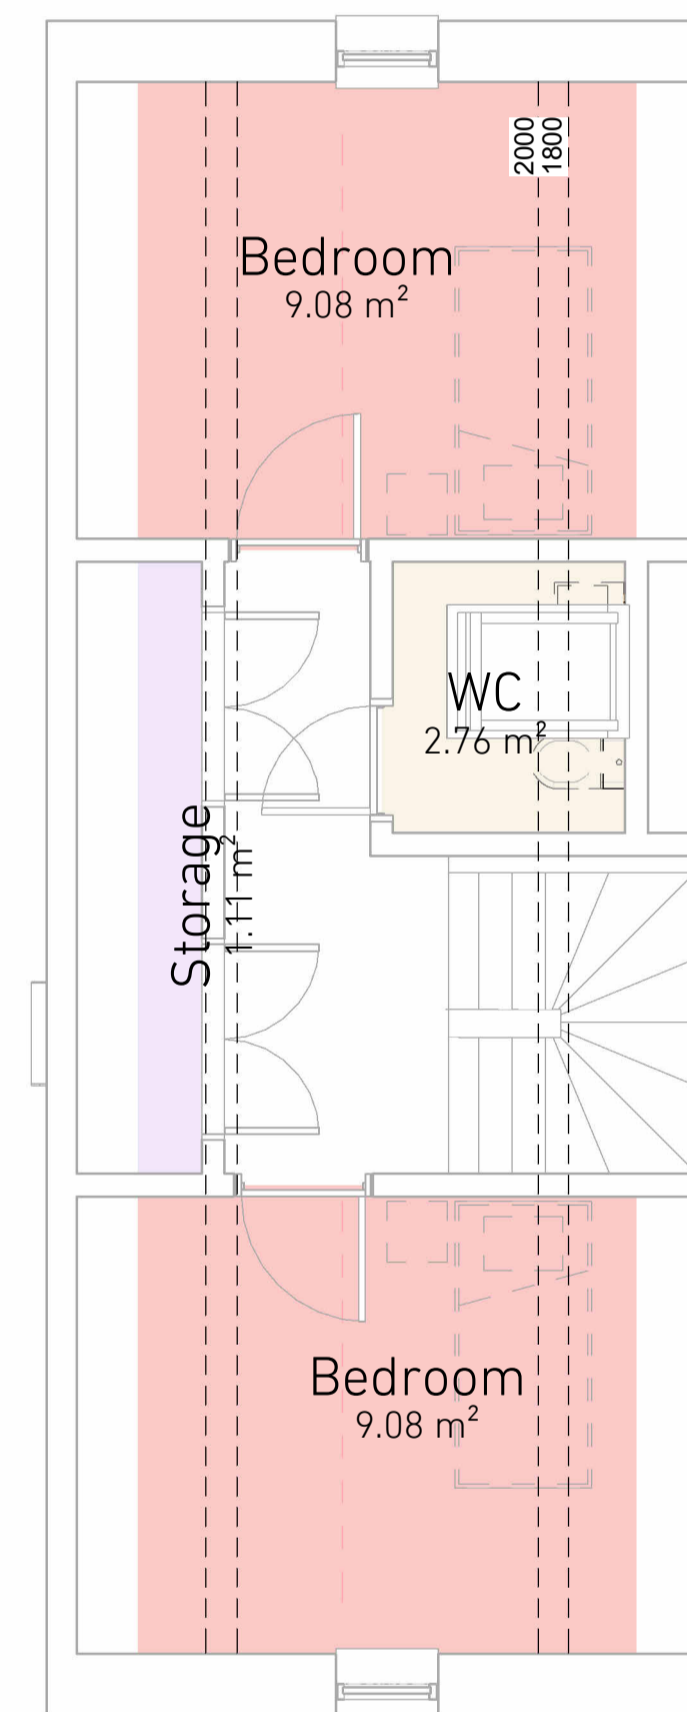 2000
1800
Bedroom
9.08 m²
WC
2.76 m²
Storage
1.11 m²
Bedroom
9.08 m²